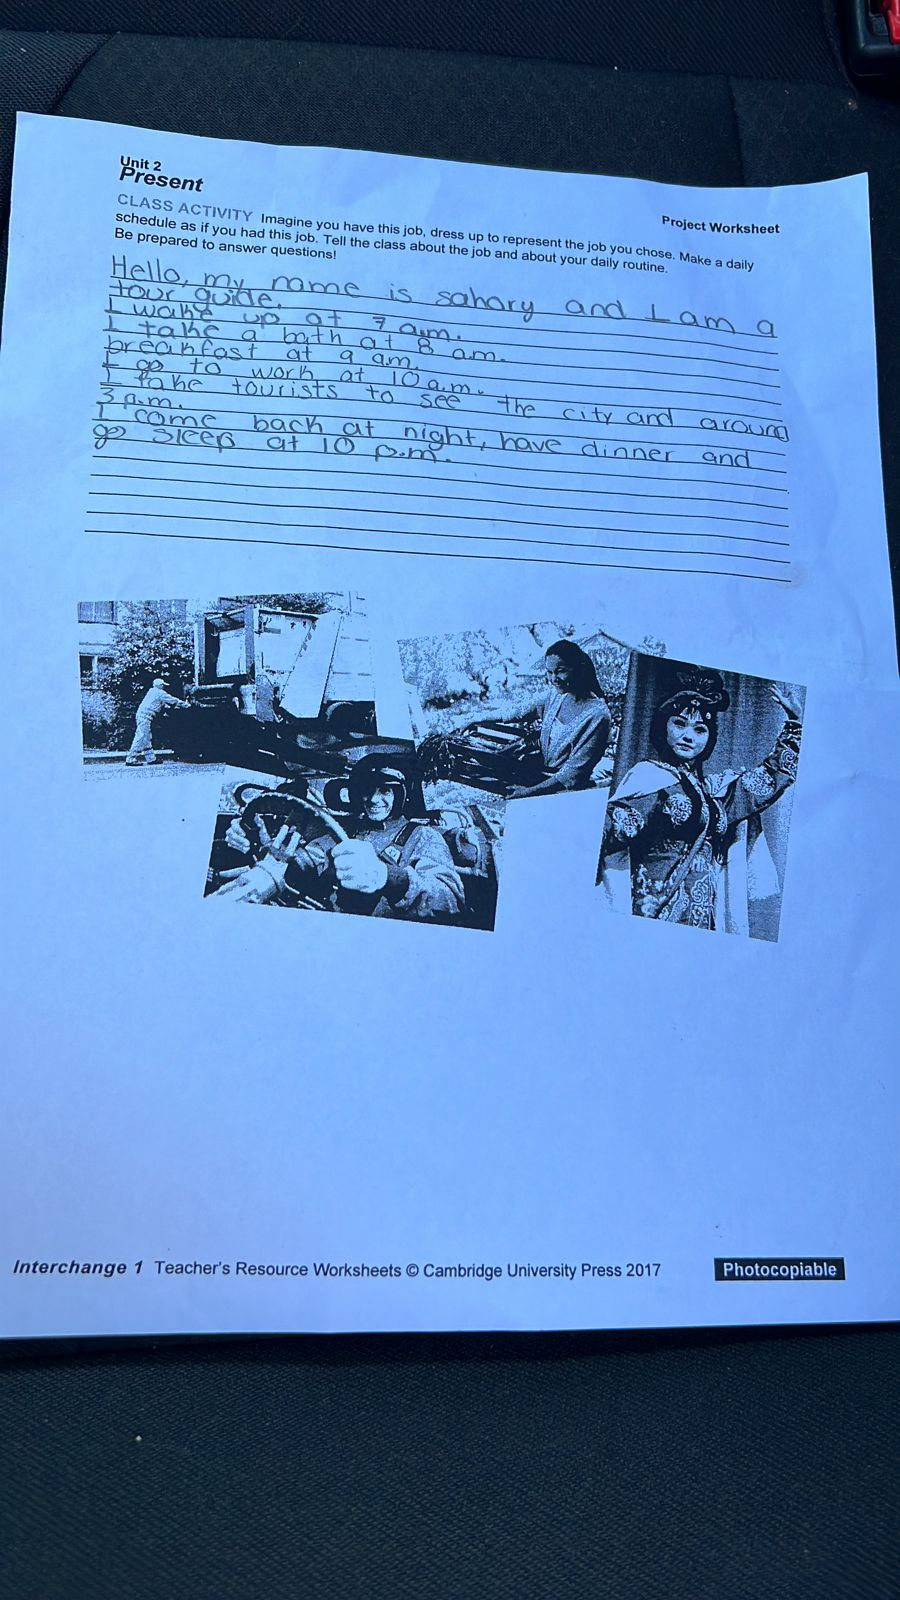 Unit 2
Present
Project Worksheet
CLASS ACTIVITY Imagine you have this job, dress up to represent the job you chose. Make a daily
schedule as if you had this job. Tell the class about the job and about your daily routine.
Be prepared to answer questions!
Hello, my name is sahary and I am a
tour guide.
I wake up at 7 a.m.
I take a bath at 8 am.
breakfast at 9 am.
I go to work at 10 a.m.
I take tourists to see the city and around
3 p.m.
I come back at night, have dinner and
go sleep at 10 p.m.
Interchange 1 Teacher's Resource Worksheets © Cambridge University Press 2017
Photocopiable